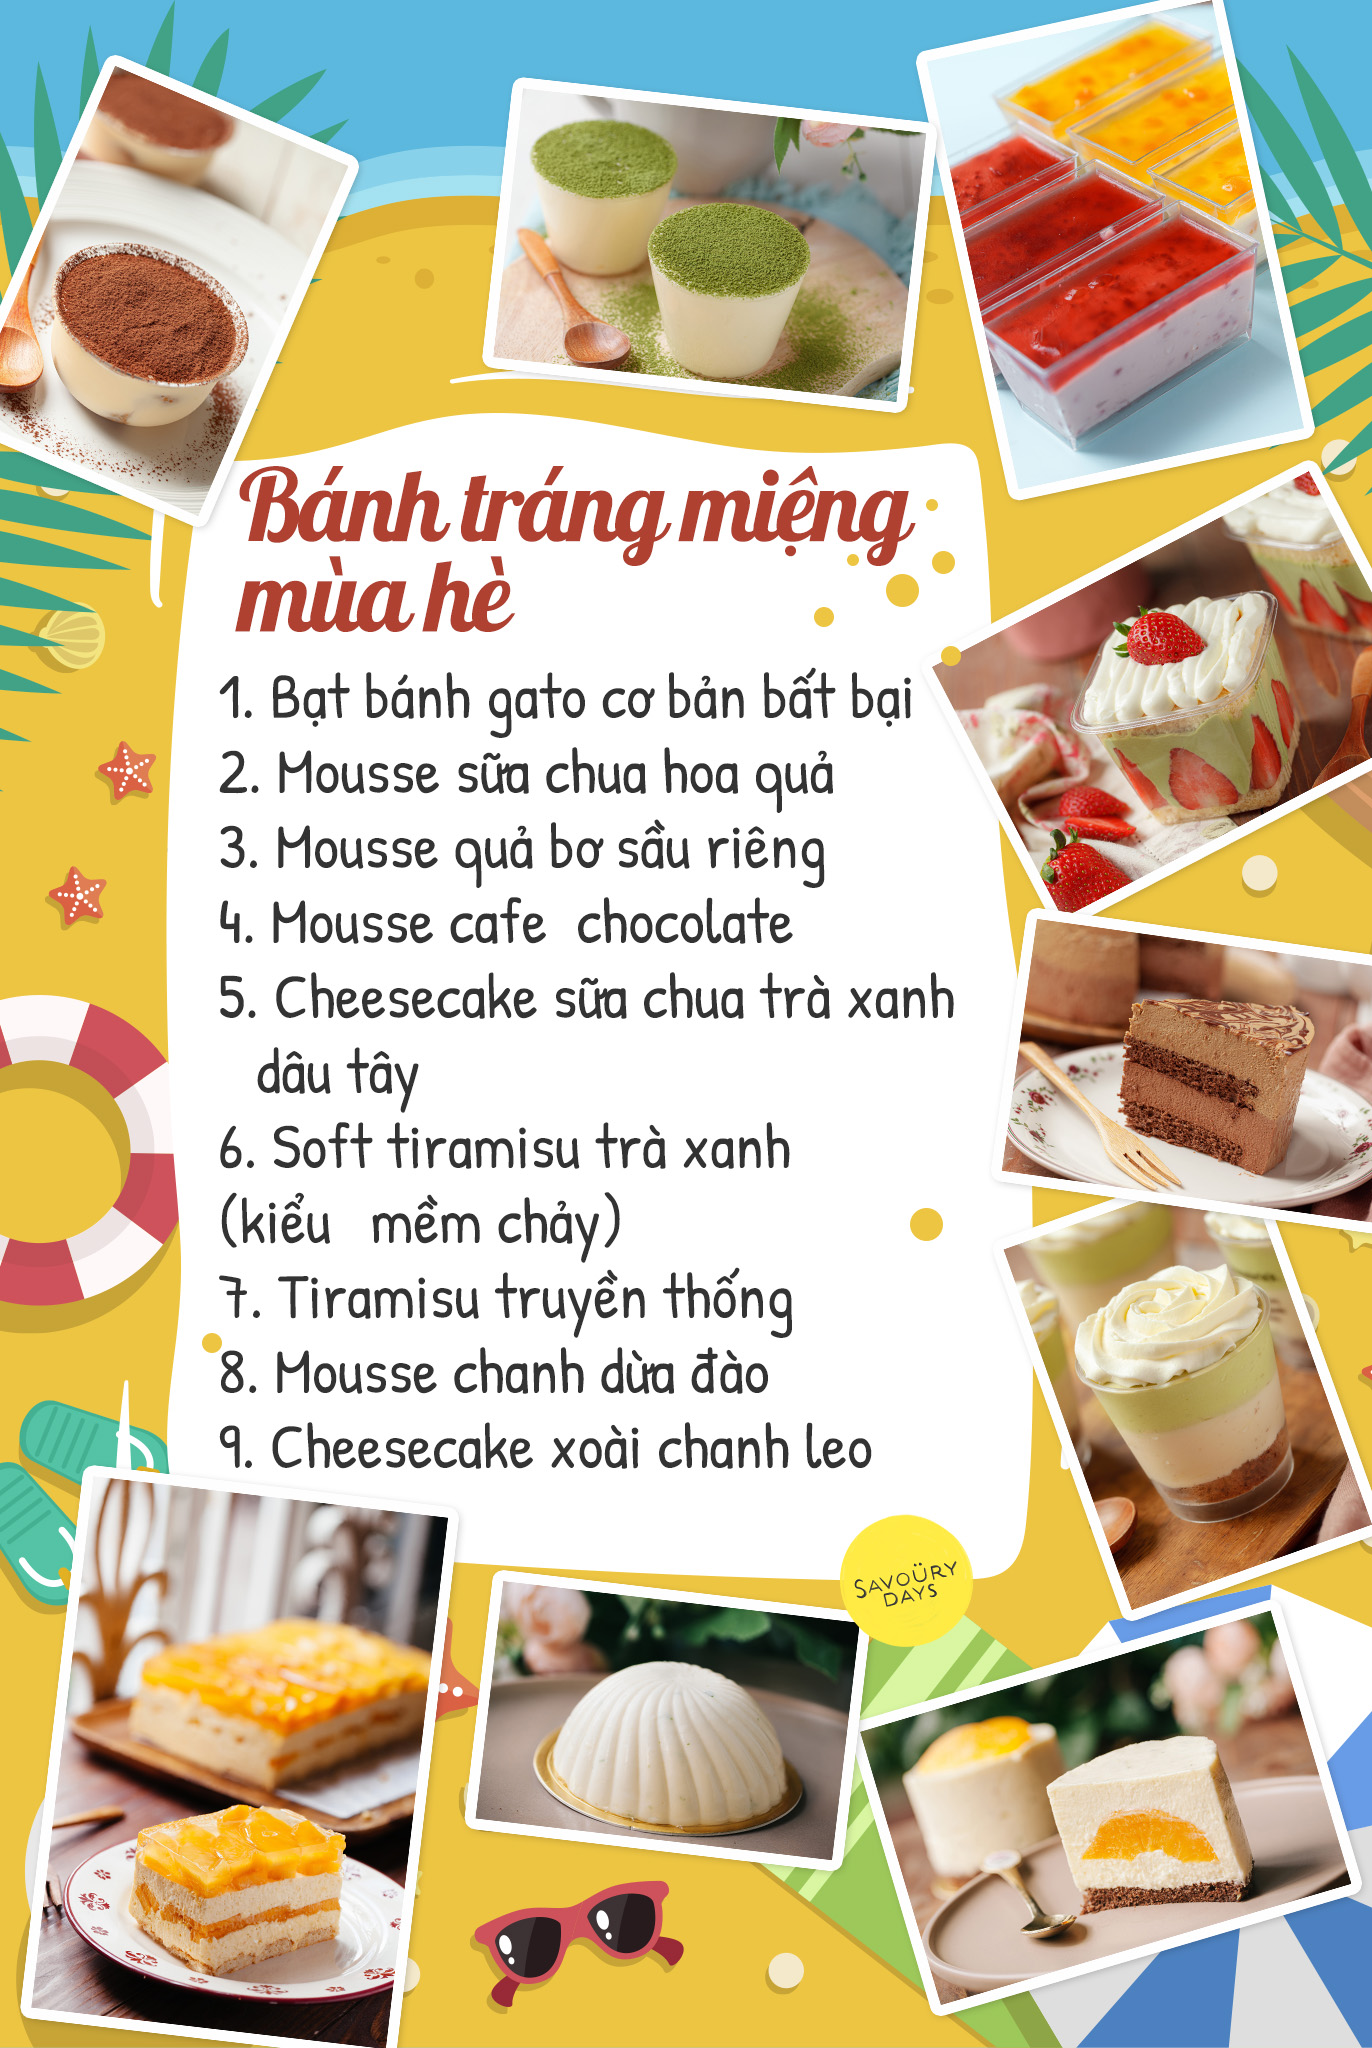 Bánh tráng miệng
mùa hè
1. Bạt bánh gato cơ bản bất bại
2. Mousse sữa chua hoa quả
3. Mousse quả bơ sầu riêng
4. Mousse cafe chocolate
5. Cheesecake sữa chua trà xanh
dâu tây
6. Soft tiramisu trà xanh
(kiểu mềm chảy)
7. Tiramisu truyền thống
8. Mousse chanh dừa đào
9. Cheesecake xoài chanh leo
SAVOÜRY
DAYS